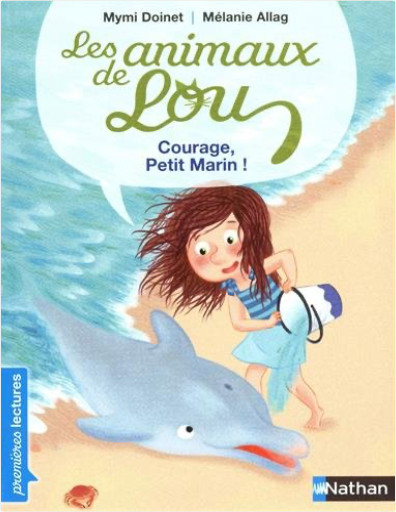 Mymi Doinet | Mélanie Allag
Les animaux
de Lou
Courage,
Petit Marin !
premières lectures
Nathan